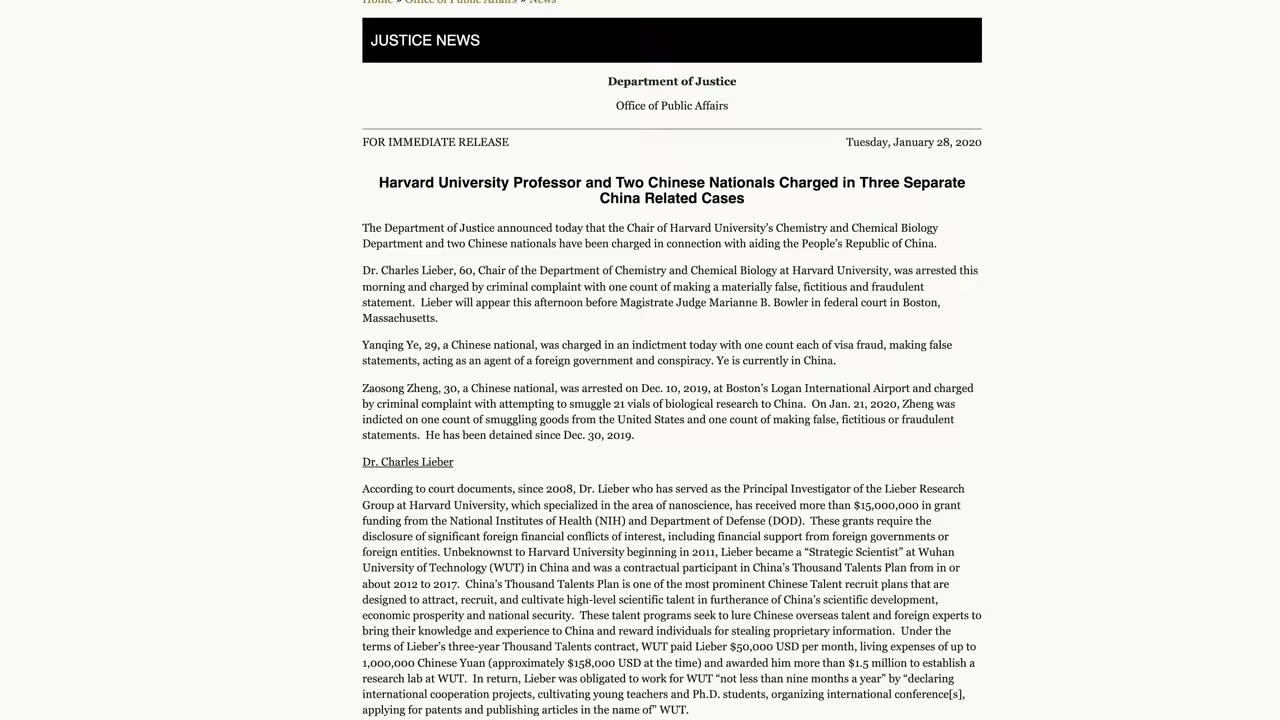 Home » Office of Public Affairs » News
JUSTICE NEWS
Department of Justice
Office of Public Affairs
FOR IMMEDIATE RELEASE
Tuesday, January 28, 2020
Harvard University Professor and Two Chinese Nationals Charged in Three Separate
China Related Cases
The Department of Justice announced today that the Chair of Harvard University's Chemistry and Chemical Biology
Department and two Chinese nationals have been charged in connection with aiding the People's Republic of China.
Dr. Charles Lieber, 60, Chair of the Department of Chemistry and Chemical Biology at Harvard University, was arrested this
morning and charged by criminal complaint with one count of making a materially false, fictitious and fraudulent
statement.  Lieber will appear this afternoon before Magistrate Judge Marianne B. Bowler in federal court in Boston,
Massachusetts.
Yanqing Ye, 29, a Chinese national, was charged in an indictment today with one count each of visa fraud, making false
statements, acting as an agent of a foreign government and conspiracy. Ye is currently in China.
Zaosong Zheng, 30, a Chinese national, was arrested on Dec. 10, 2019, at Boston's Logan International Airport and charged
by criminal complaint with attempting to smuggle 21 vials of biological research to China.  On Jan. 21, 2020, Zheng was
indicted on one count of smuggling goods from the United States and one count of making false, fictitious or fraudulent
statements.  He has been detained since Dec. 30, 2019.
Dr. Charles Lieber
According to court documents, since 2008, Dr. Lieber who has served as the Principal Investigator of the Lieber Research
Group at Harvard University, which specialized in the area of nanoscience, has received more than $15,000,000 in grant
funding from the National Institutes of Health (NIH) and Department of Defense (DOD).  These grants require the
disclosure of significant foreign financial conflicts of interest, including financial support from foreign governments or
foreign entities. Unbeknownst to Harvard University beginning in 2011, Lieber became a “Strategic Scientist” at Wuhan
University of Technology (WUT) in China and was a contractual participant in China's Thousand Talents Plan from in or
about 2012 to 2017.  China's Thousand Talents Plan is one of the most prominent Chinese Talent recruit plans that are
designed to attract, recruit, and cultivate high-level scientific talent in furtherance of China's scientific development,
economic prosperity and national security.  These talent programs seek to lure Chinese overseas talent and foreign experts to
bring their knowledge and experience to China and reward individuals for stealing proprietary information.  Under the
terms of Lieber's three-year Thousand Talents contract, WUT paid Lieber $50,000 USD per month, living expenses of up to
1,000,000 Chinese Yuan (approximately $158,000 USD at the time) and awarded him more than $1.5 million to establish a
research lab at WUT.  In return, Lieber was obligated to work for WUT “not less than nine months a year” by “declaring
international cooperation projects, cultivating young teachers and Ph.D. students, organizing international conference[s],
applying for patents and publishing articles in the name of” WUT.